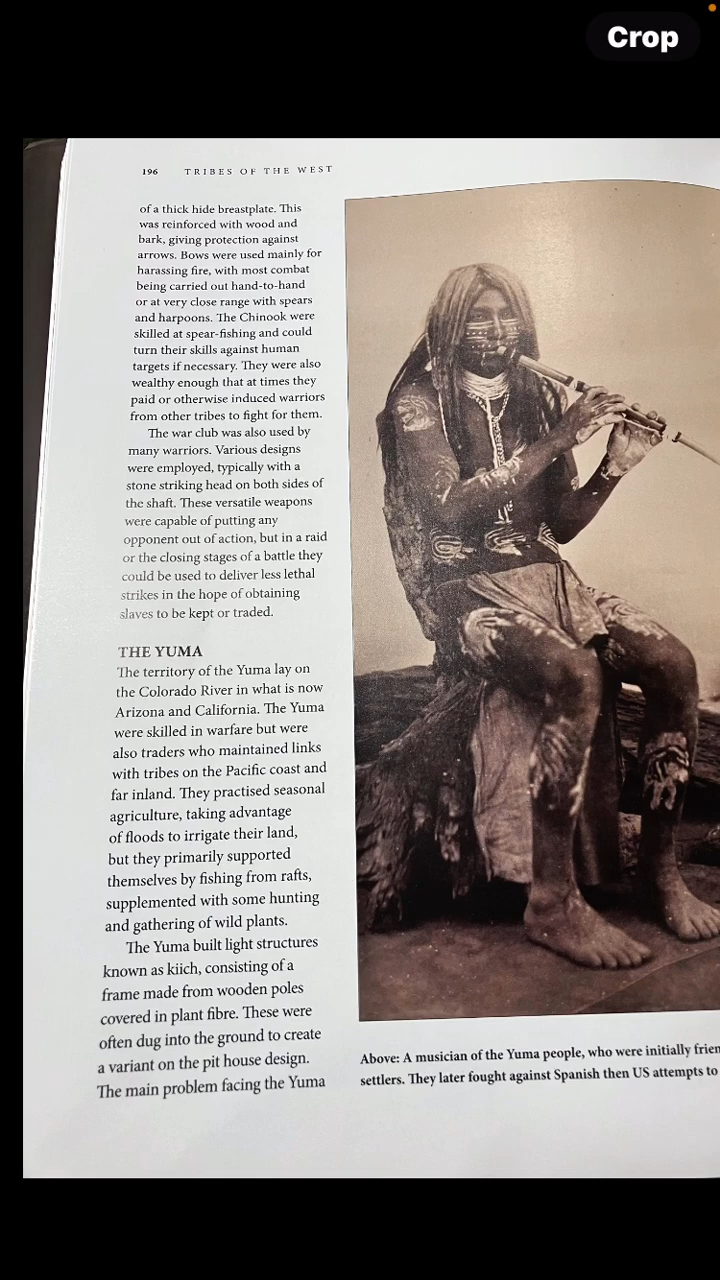 Crop
196 TRIBES OF THE WEST
of a thick hide breastplate. This
was reinforced with wood and
bark, giving protection against
arrows. Bows were used mainly for
harassing fire, with most combat
being carried out hand-to-hand
or at very close range with spears
and harpoons. The Chinook were
skilled at spear-fishing and could
turn their skills against human
targets if necessary. They were also
wealthy enough that at times they
paid or otherwise induced warriors
from other tribes to fight for them.
The war club was also used by
many warriors. Various designs
were employed, typically with a
stone striking head on both sides of
the shaft. These versatile weapons
were capable of putting any
opponent out of action, but in a raid
or the closing stages of a battle they
could be used to deliver less lethal
strikes in the hope of obtaining
slaves to be kept or traded.
THE YUMA
The territory of the Yuma lay on
the Colorado River in what is now
Arizona and California. The Yuma
were skilled in warfare but were
also traders who maintained links
with tribes on the Pacific coast and
far inland. They practised seasonal
agriculture, taking advantage
of floods to irrigate their land,
but they primarily supported
themselves by fishing from rafts,
supplemented with some hunting
and gathering of wild plants.
The Yuma built light structures
known as kiich, consisting of a
frame made from wooden poles
covered in plant fibre. These were
often dug into the ground to create
a variant on the pit house design.
The main problem facing the Yuma
Above: A musician of the Yuma people, who were initially
settlers. They later fought against Spanish then US attempts to